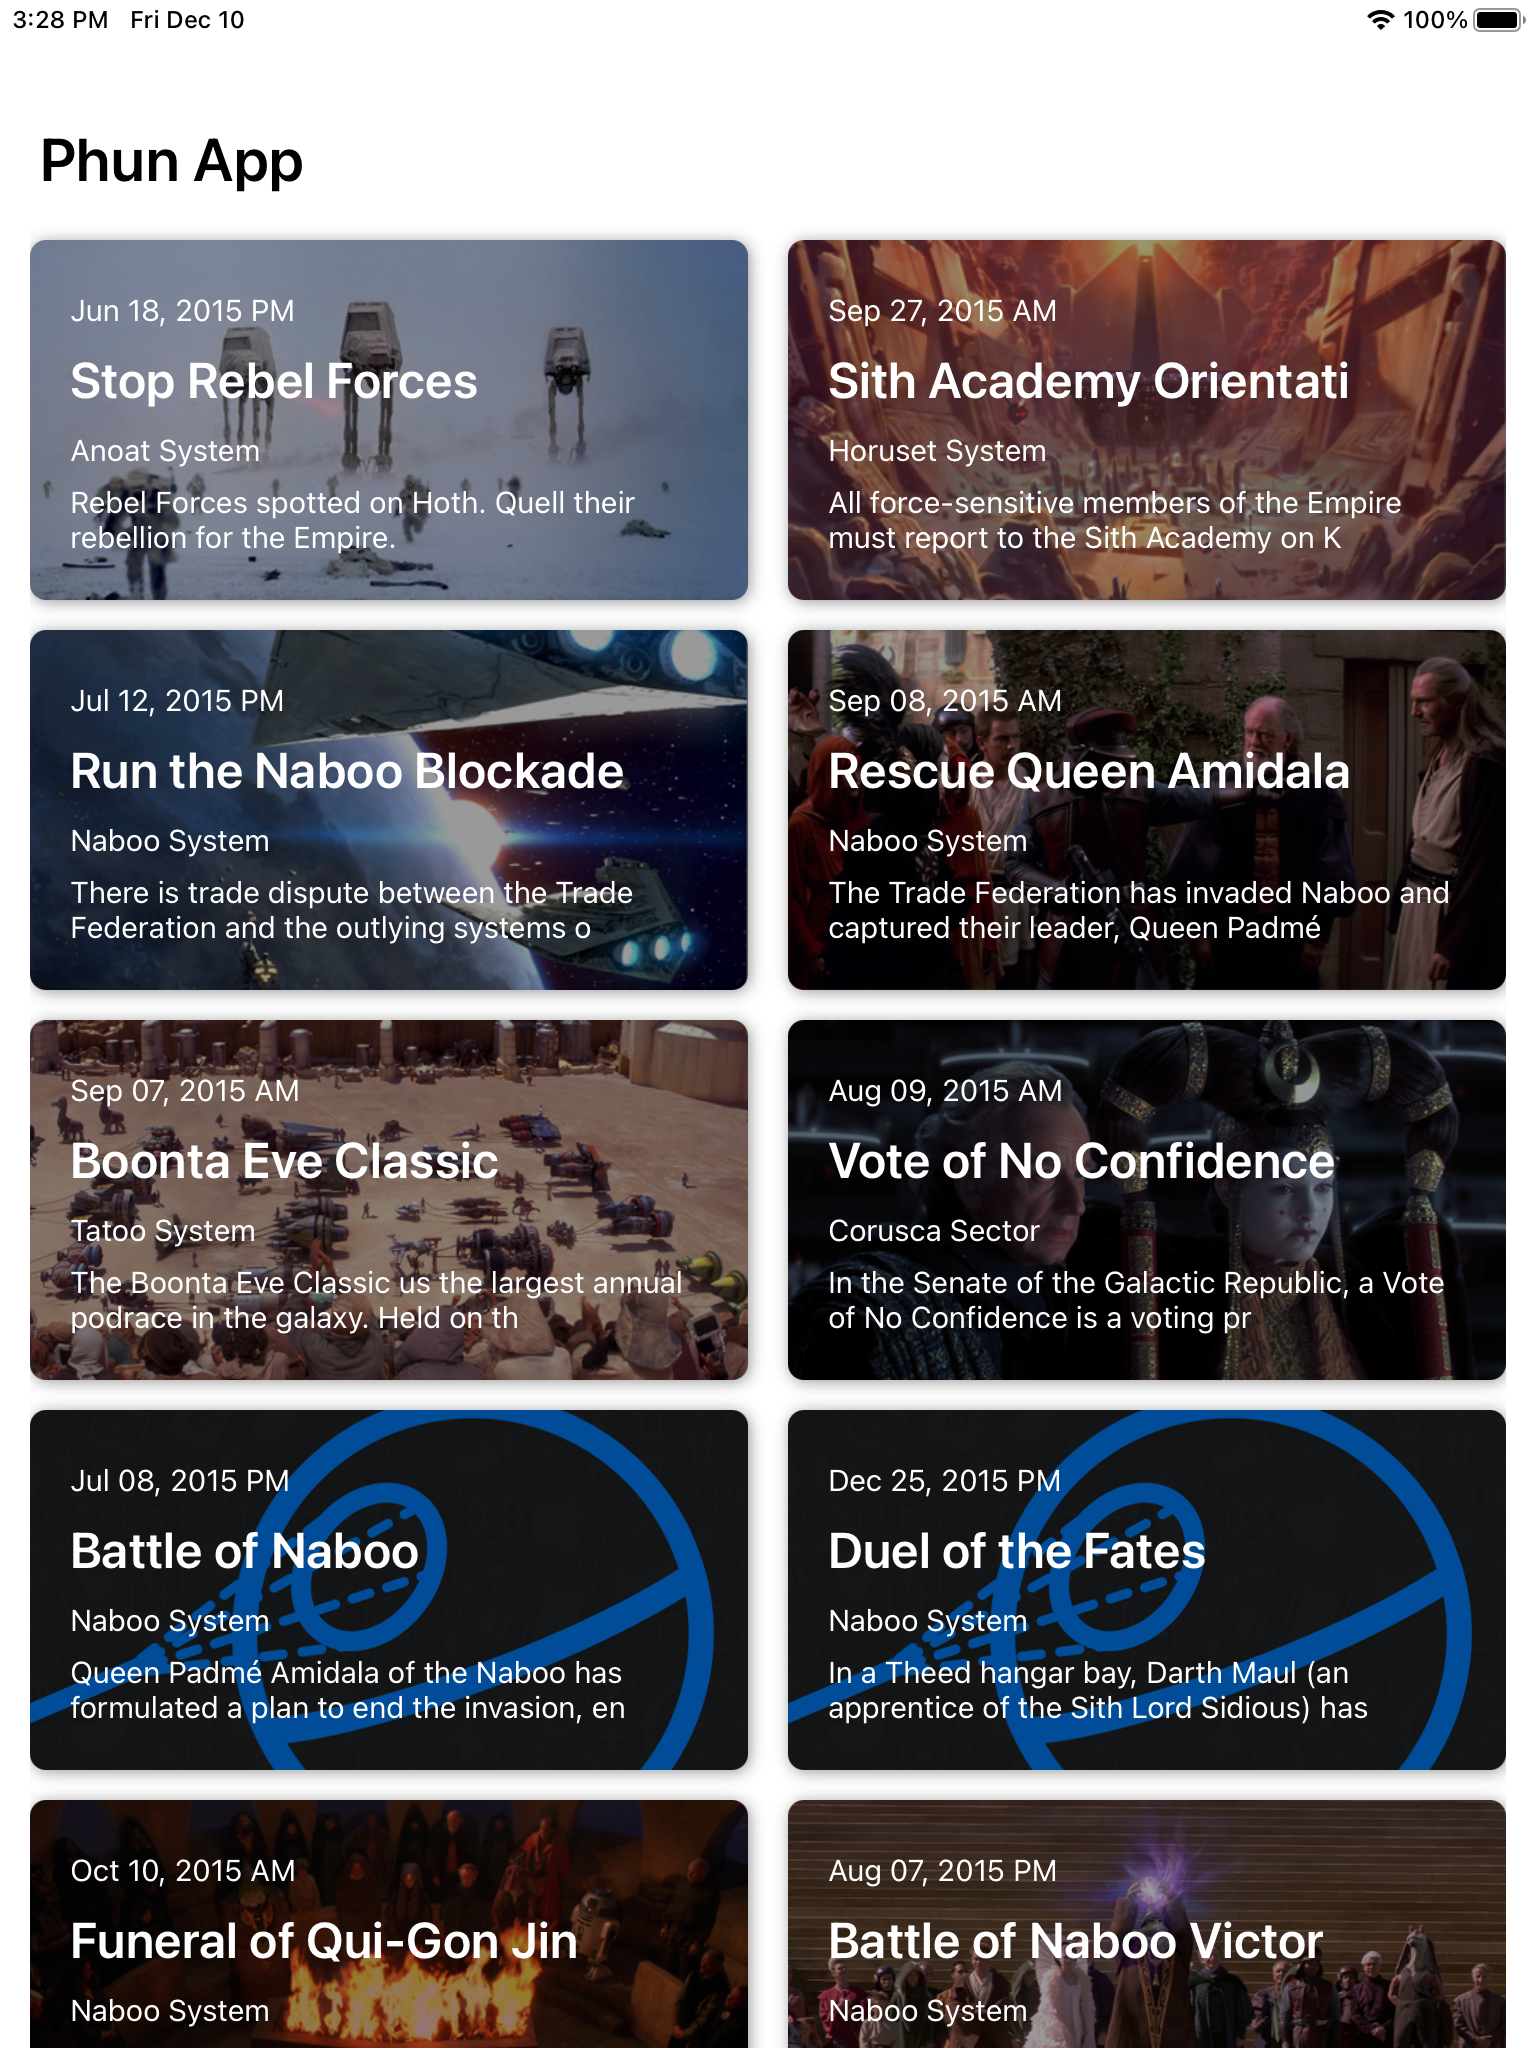 3:28 PM Fri Dec 10
100%
Phun App
Jun 18, 2015 PM
Stop Rebel Forces
Anoat System
Rebel Forces spotted on Hoth. Quell their
rebellion for the Empire.
Sep 27, 2015 AM
Sith Academy Orientati
Horuset System
All force-sensitive members of the Empire
must report to the Sith Academy on K
Jul 12, 2015 PM
Run the Naboo Blockade
Naboo System
There is trade dispute between the Trade
Federation and the outlying systems o
Sep 08, 2015 AM
Rescue Queen Amidala
Naboo System
The Trade Federation has invaded Naboo and
captured their leader, Queen Padmé
Sep 07, 2015 AM
Boonta Eve Classic
Tatoo System
The Boonta Eve Classic us the largest annual
podrace in the galaxy. Held on th
Aug 09, 2015 AM
Vote of No Confidence
Corusca Sector
In the Senate of the Galactic Republic, a Vote
of No Confidence is a voting pr
Jul 08, 2015 PM
Battle of Naboo
Naboo System
Queen Padmé Amidala of the Naboo has
formulated a plan to end the invasion, en
Dec 25, 2015 PM
Duel of the Fates
Naboo System
In a Theed hangar bay, Darth Maul (an
apprentice of the Sith Lord Sidious) has
Oct 10, 2015 AM
Funeral of Qui-Gon Jin
Naboo System
Aug 07, 2015 PM
Battle of Naboo Victor
Naboo System